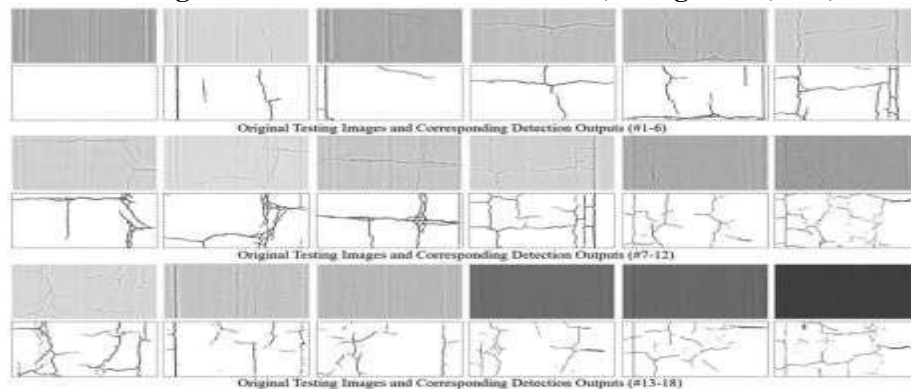 Original Testing Images and Corresponding Detection Outputs (#1-6)
Original Testing Images and Corresponding Detection Outputs (#7-12)
Original Testing Images and Corresponding Detection Outputs (#13-18)